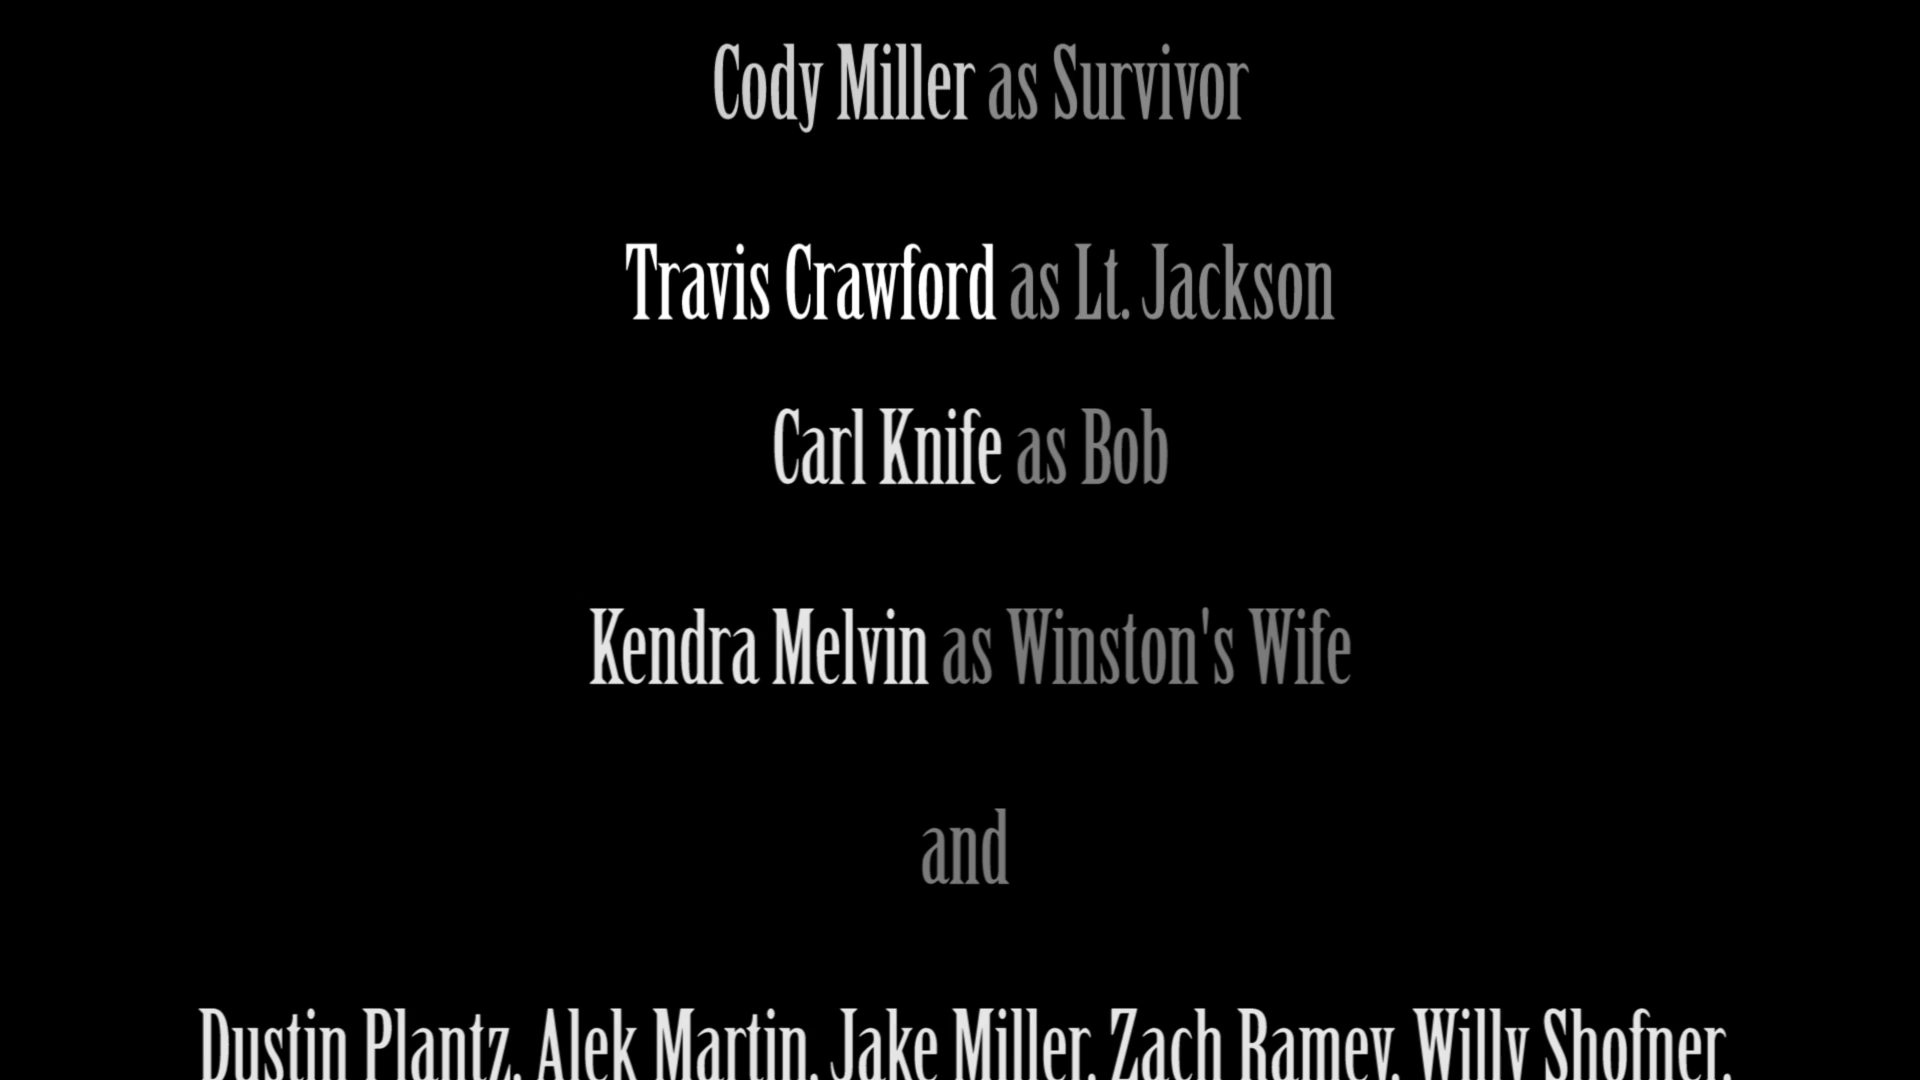 Cody Miller as Survivor
Travis Crawford as Lt. Jackson
Carl Knife as Bob
Kendra Melvin as Winston's Wife
and
Dustin Plantz, Alek Martin, Jake Miller, Zach Ramey, Willy Shofner,